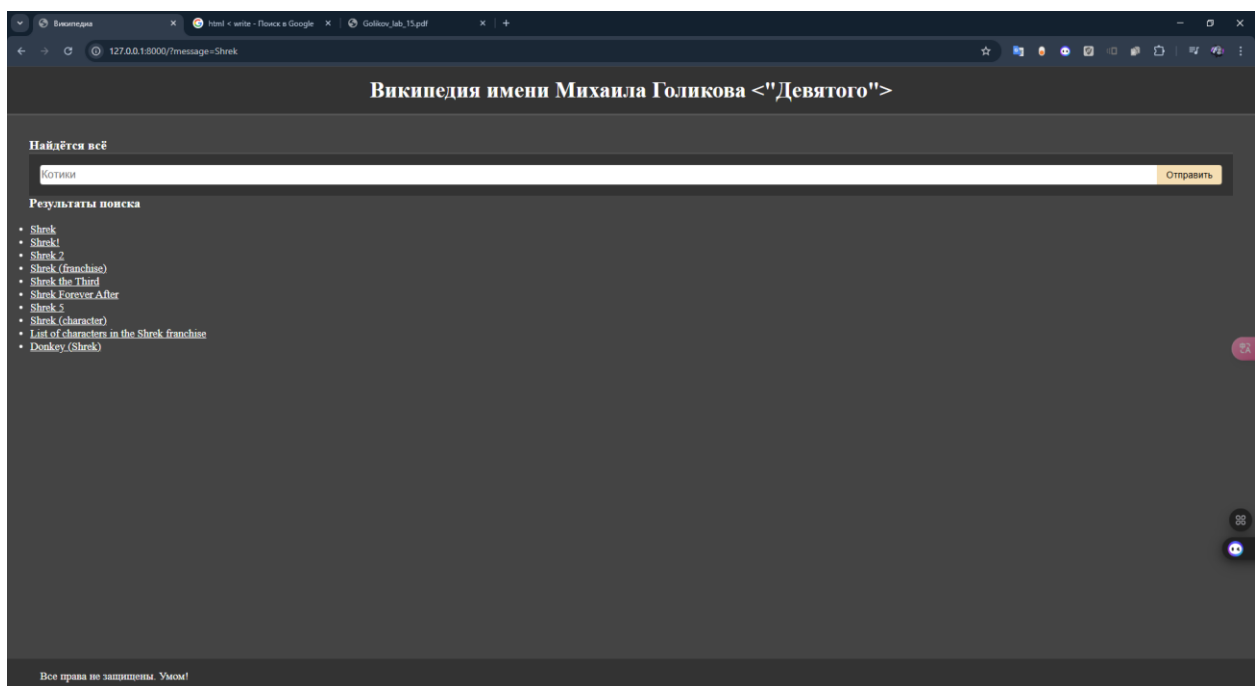 Википедия
html < write - Поиск в Google
Golikov_lab_15.pdf
127.0.0.1:8000/?message=Shrek
Википедия имени Михаила Голикова <"Девятого">
Найдётся всё
Котики
Отправить
Результаты поиска
Shrek
Shrek!
Shrek 2
Shrek (franchise)
Shrek the Third
Shrek Forever After
Shrek 5
Shrek (character)
List of characters in the Shrek franchise
Donkey (Shrek)
Все права не защищены. Умом!